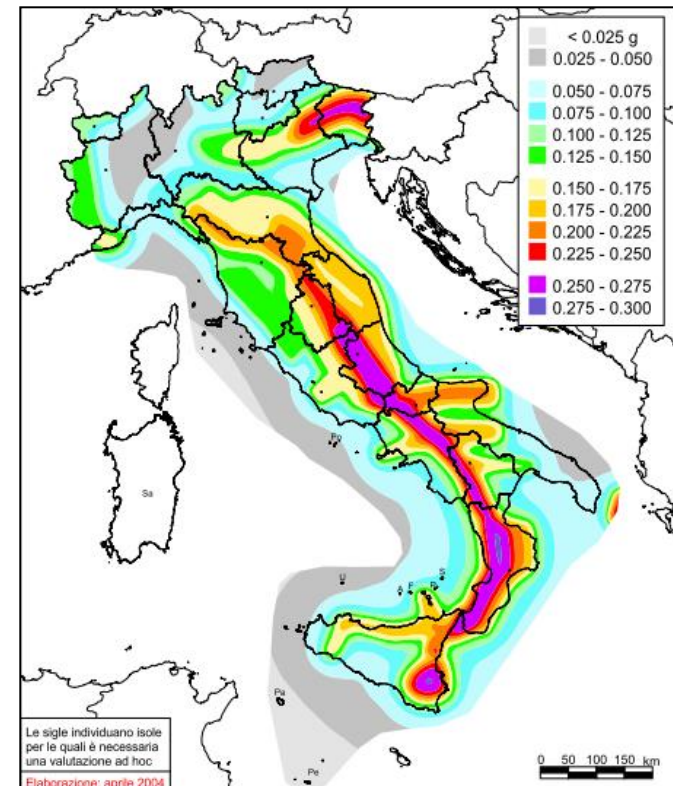 < 0.025 g
0.025 - 0.050
0.050 - 0.075
0.075 - 0.100
0.100 - 0.125
0.125 - 0.150
0.150 - 0.175
0.175 - 0.200
0.200 - 0.225
0.225 - 0.250
0.250 - 0.275
0.275 - 0.300
Po
Sa
U
S
A
F
P
Pa
Pe
Le sigle individuano isole
per le quali è necessaria
una valutazione ad hoc
Elaborazione: aprile 2004
0 50 100 150 km